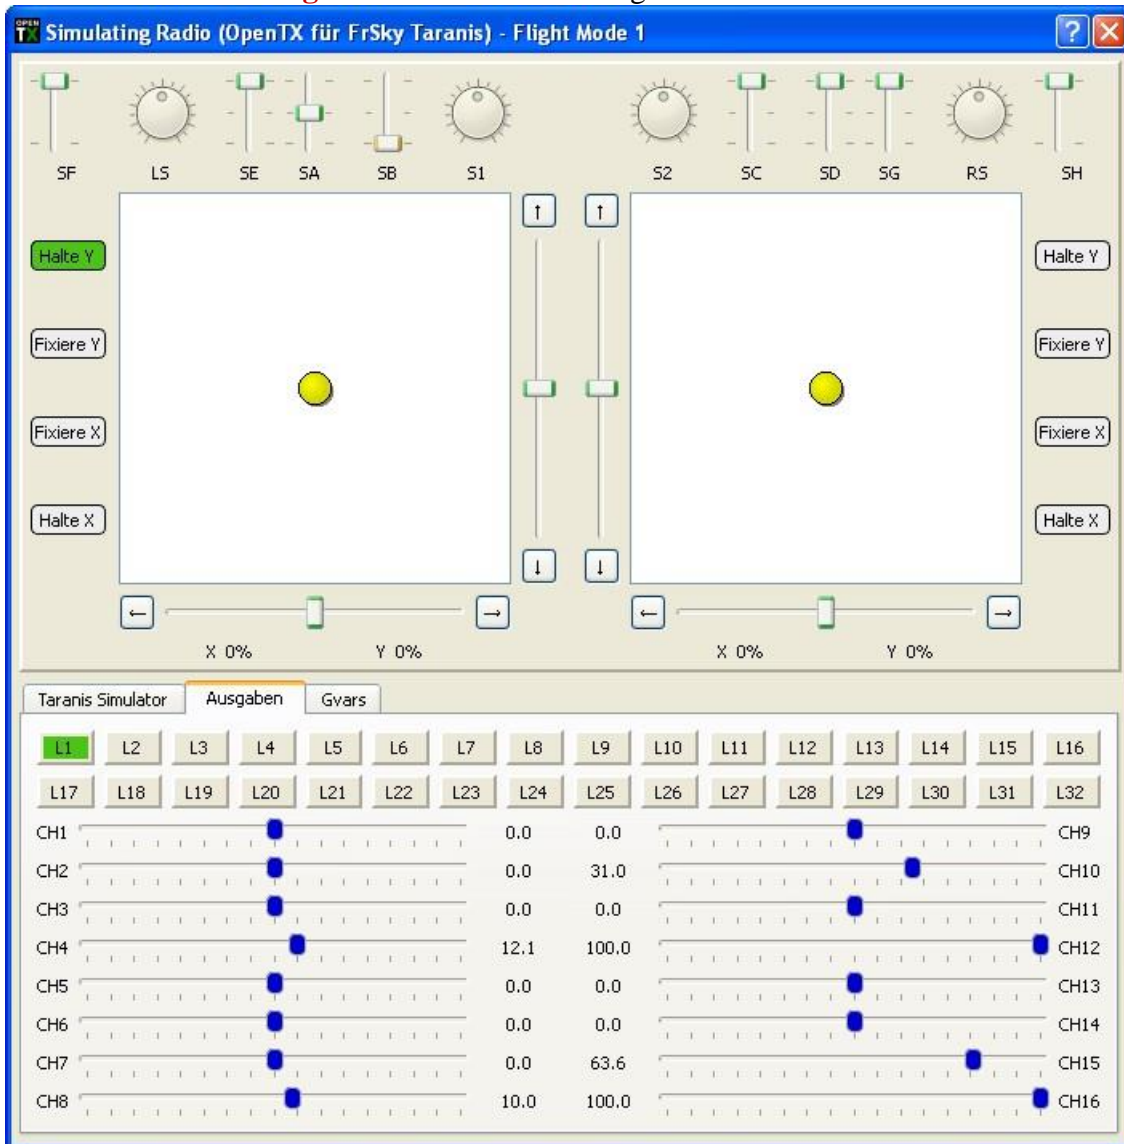 OPEN TX Simulating Radio (OpenTX für FrSky Taranis) - Flight Mode 1 ?
SF LS SE SA SB S1 S2 SC SD SG RS SH
↑ ↑
Halte Y Halte Y
Fixiere Y Fixiere Y
Fixiere X Fixiere X
Halte X Halte X
↓ ↓
← → ← →
X 0% Y 0% X 0% Y 0%
Taranis Simulator Ausgaben Gvars
L1 L2 L3 L4 L5 L6 L7 L8 L9 L10 L11 L12 L13 L14 L15 L16
L17 L18 L19 L20 L21 L22 L23 L24 L25 L26 L27 L28 L29 L30 L31 L32
CH1 0.0 0.0 CH9
CH2 0.0 31.0 CH10
CH3 0.0 0.0 CH11
CH4 12.1 100.0 CH12
CH5 0.0 0.0 CH13
CH6 0.0 0.0 CH14
CH7 0.0 63.6 CH15
CH8 10.0 100.0 CH16